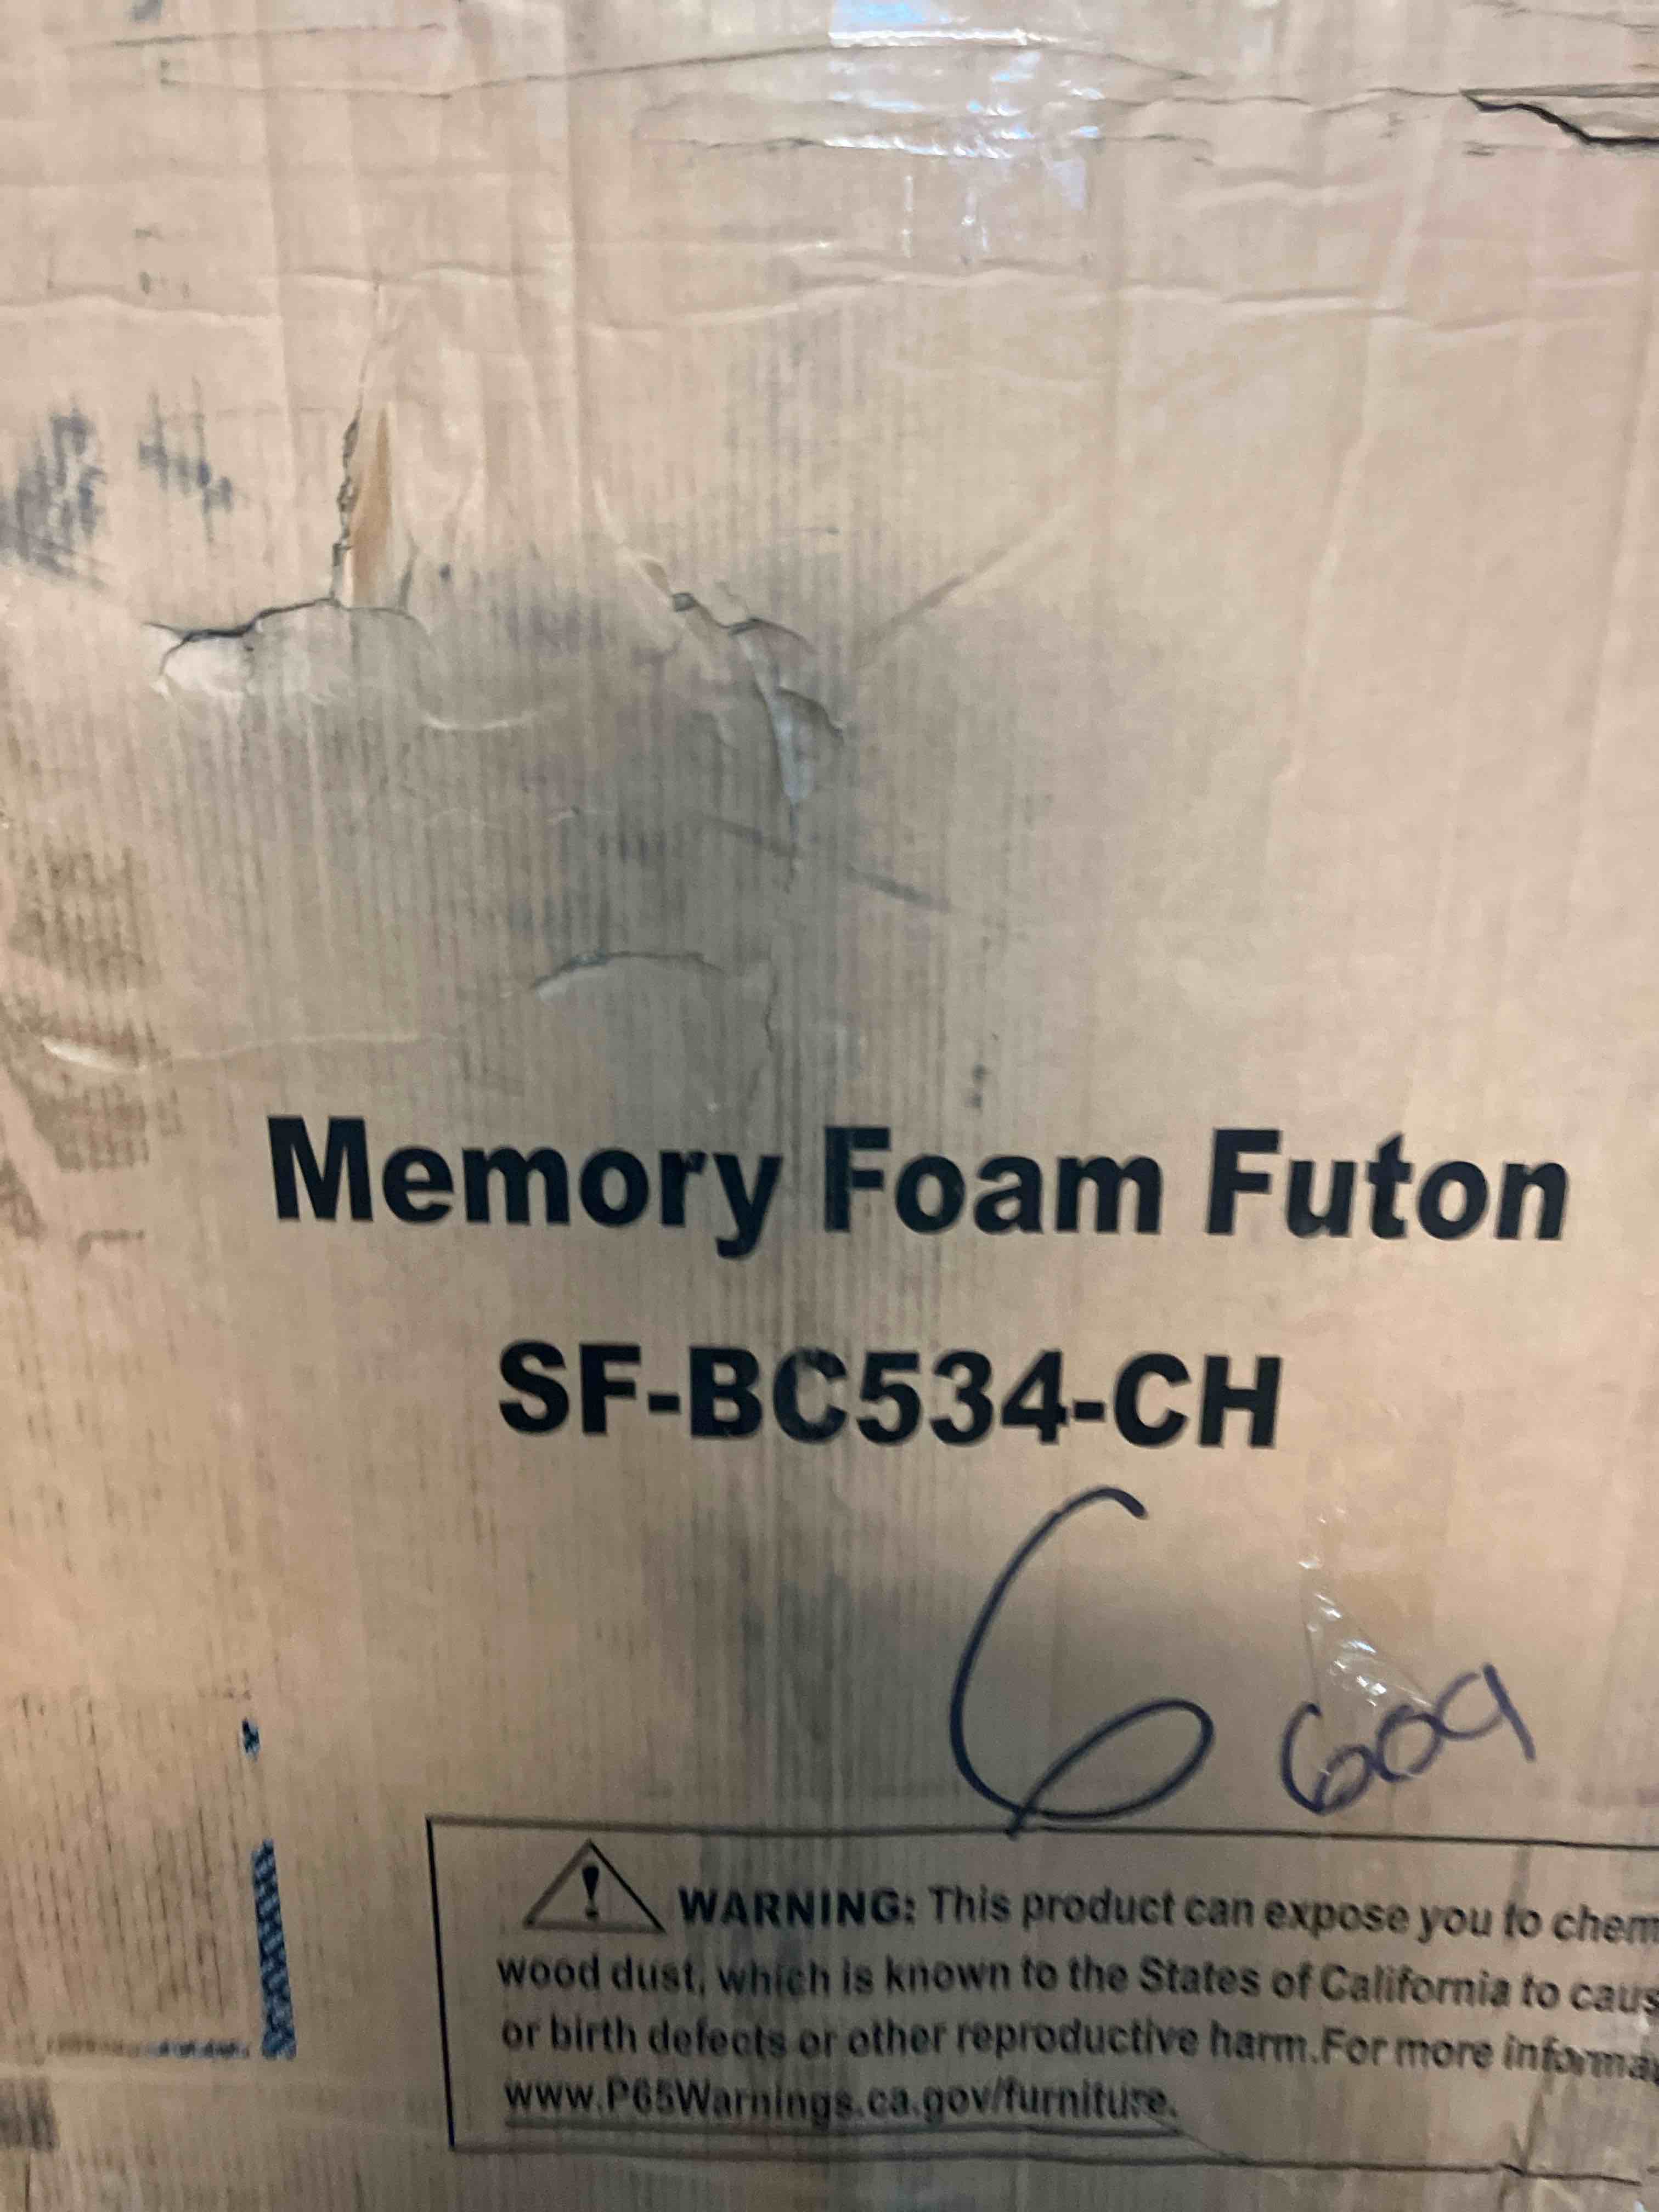 Memory Foam Futon
SF-BC534-CH
6
609
WARNING: This product can expose you to chem
wood dust, which is known to the States of California to caus
or birth defects or other reproductive harm.For more informa
www.P65Warnings.ca.gov/furniture.